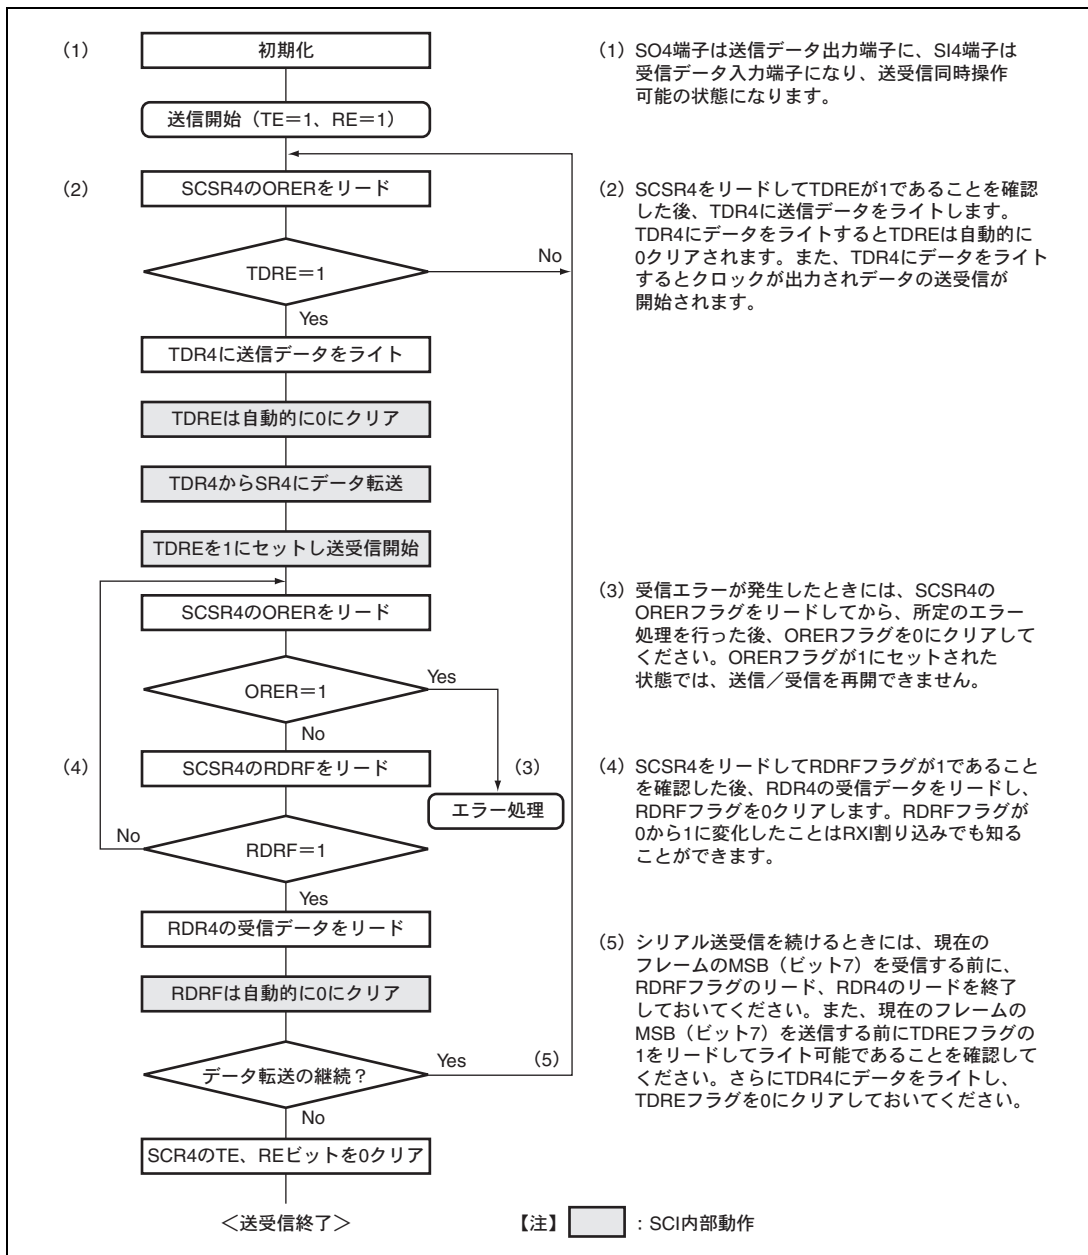 (1)
初期化
(1) SO4端子は送信データ出力端子に、SI4端子は
受信データ入力端子になり、送受信同時操作
可能の状態になります。
送信開始（TE＝1、RE＝1）
(2)
SCSR4のORERをリード
(2) SCSR4をリードしてTDREが1であることを確認
した後、TDR4に送信データをライトします。
TDR4にデータをライトするとTDREは自動的に
0クリアされます。また、TDR4にデータをライト
するとクロックが出力されデータの送受信が
開始されます。
TDRE＝1
No
Yes
TDR4に送信データをライト
TDREは自動的に0にクリア
TDR4からSR4にデータ転送
TDREを1にセットし送受信開始
SCSR4のORERをリード
(3) 受信エラーが発生したときには、SCSR4の
ORERフラグをリードしてから、所定のエラー
処理を行った後、ORERフラグを0にクリアして
ください。ORERフラグが1にセットされた
状態では、送信／受信を再開できません。
ORER＝1
Yes
No
(4)
SCSR4のRDRFをリード
(3)
エラー処理
(4) SCSR4をリードしてRDRFフラグが1であること
を確認した後、RDR4の受信データをリードし、
RDRFフラグを0クリアします。RDRFフラグが
0から1に変化したことはRXI割り込みでも知る
ことができます。
No
RDRF＝1
Yes
RDR4の受信データをリード
RDRFは自動的に0にクリア
(5) シリアル送受信を続けるときには、現在の
フレームのMSB（ビット7）を受信する前に、
RDRFフラグのリード、RDR4のリードを終了
しておいてください。また、現在のフレームの
MSB（ビット7）を送信する前にTDREフラグの
1をリードしてライト可能であることを確認して
ください。さらにTDR4にデータをライトし、
TDREフラグを0にクリアしておいてください。
データ転送の継続？
Yes
(5)
No
SCR4のTE、REビットを0クリア
＜送受信終了＞
【注】 ：SCI内部動作